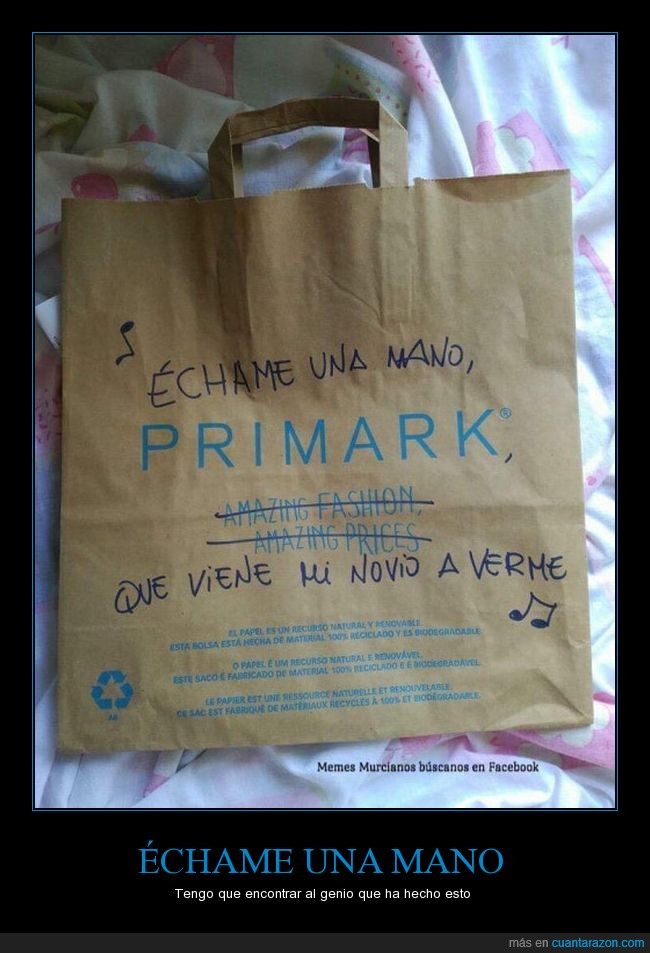 ÉCHAME UNA MANO,
PRIMARK®,
AMAZING FASHION,
AMAZING PRICES
QUE VIENE MI NOVIO A VERME
EL PAPEL ES UN RECURSO NATURAL Y RENOVABLE.
ESTA BOLSA ESTÁ HECHA DE MATERIAL 100% RECICLADO Y ES BIODEGRADABLE.
O PAPEL É UM RECURSO NATURAL E RENOVÁVEL.
ESTE SACO É FABRICADO DE MATERIAL 100% RECICLADO E É BIODEGRADÁVEL.
LE PAPIER EST UNE RESSOURCE NATURELLE ET RENOUVELABLE.
CE SAC EST FABRIQUÉ DE MATÉRIAUX RECYCLÉS À 100% ET BIODÉGRADABLE.
Memes Murcianos búscanos en Facebook
ÉCHAME UNA MANO
Tengo que encontrar al genio que ha hecho esto
más en cuantarazon.com